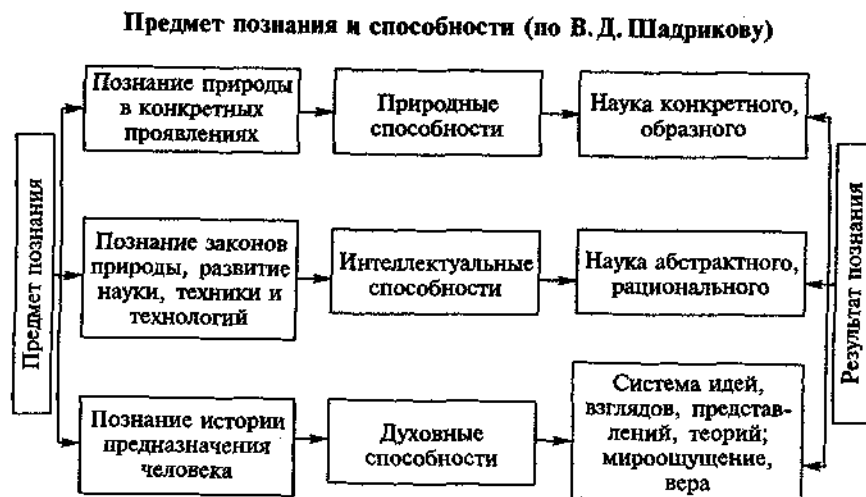 Предмет познания и способности (по В. Д. Шадрикову)
Предмет познания
Познание природы
в конкретных
проявлениях
Природные
способности
Наука конкретного,
образного
Познание законов
природы, развитие
науки, техники и
технологий
Интеллектуальные
способности
Наука абстрактного,
рационального
Познание истории
предназначения
человека
Духовные
способности
Система идей,
взглядов, представ-
лений, теорий;
мироощущение,
вера
Результат познания